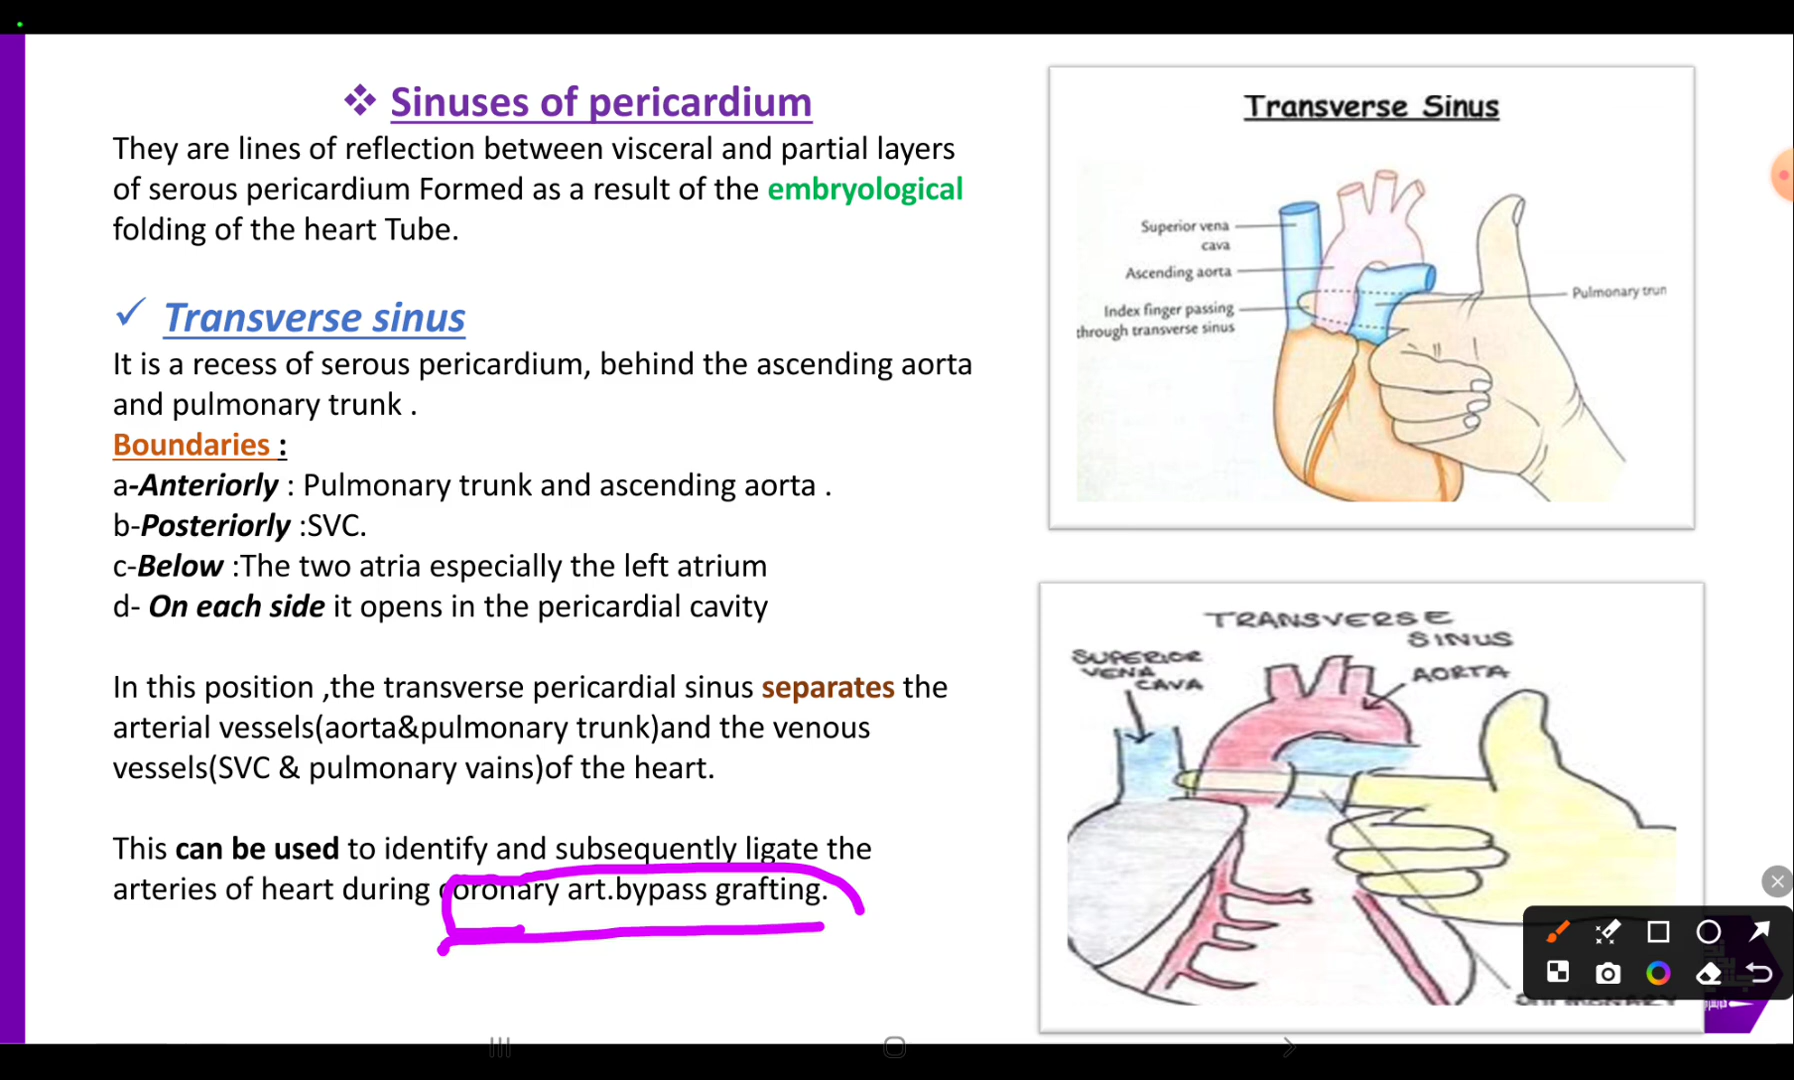 ❖ Sinuses of pericardium
They are lines of reflection between visceral and partial layers
of serous pericardium Formed as a result of the embryological
folding of the heart Tube.
✓ Transverse sinus
It is a recess of serous pericardium, behind the ascending aorta
and pulmonary trunk .
Boundaries :
a-Anteriorly : Pulmonary trunk and ascending aorta .
b-Posteriorly :SVC.
c-Below :The two atria especially the left atrium
d- On each side it opens in the pericardial cavity
In this position ,the transverse pericardial sinus separates the
arterial vessels(aorta&pulmonary trunk)and the venous
vessels(SVC & pulmonary vains)of the heart.
This can be used to identify and subsequently ligate the
arteries of heart during coronary art.bypass grafting.
Transverse Sinus
Superior vena
cava
Ascending aorta
Index finger passing
through transverse sinus
Pulmonary trun
TRANSVERSE
SINUS
SUPERIOR
VENA
CAVA
AORTA